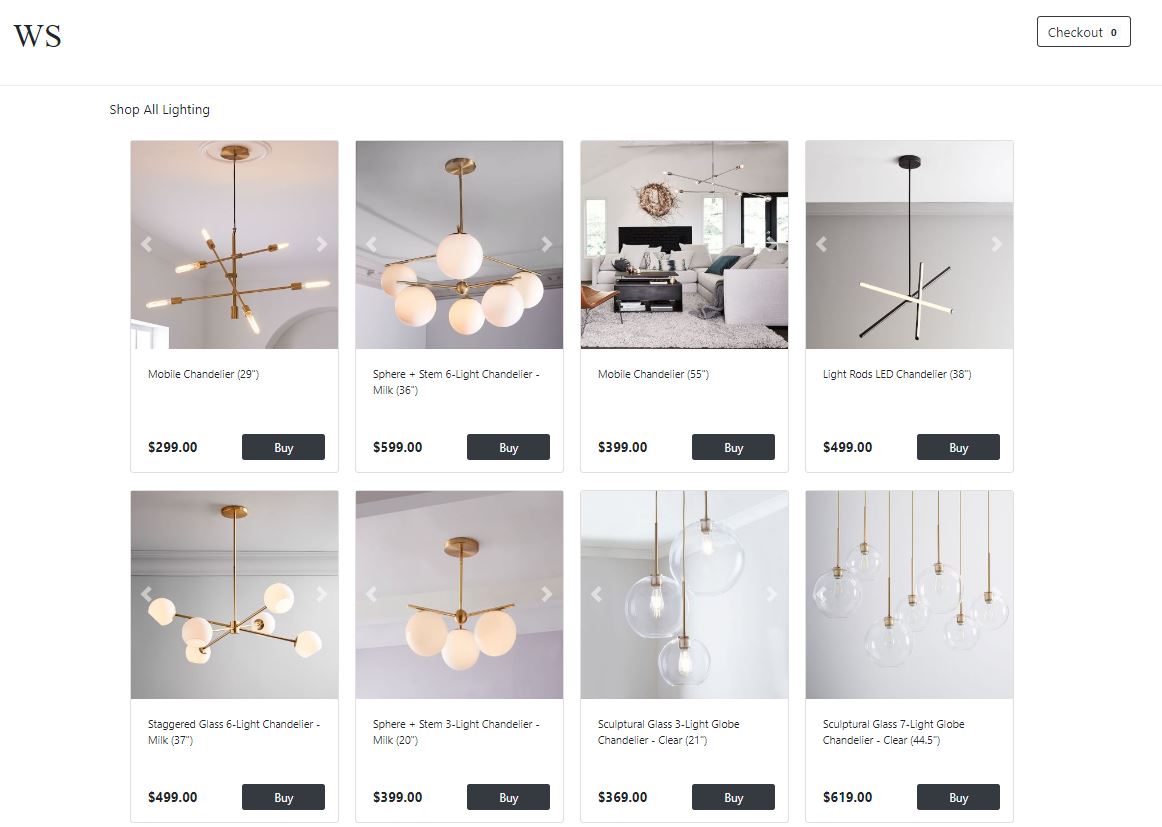 WS
Checkout 0
Shop All Lighting
Mobile Chandelier (29")
$299.00
Buy
Sphere + Stem 6-Light Chandelier -
Milk (36")
$599.00
Buy
Mobile Chandelier (55")
$399.00
Buy
Light Rods LED Chandelier (38")
$499.00
Buy
Staggered Glass 6-Light Chandelier -
Milk (37")
$499.00
Buy
Sphere + Stem 3-Light Chandelier -
Milk (20")
$399.00
Buy
Sculptural Glass 3-Light Globe
Chandelier - Clear (21")
$369.00
Buy
Sculptural Glass 7-Light Globe
Chandelier - Clear (44.5")
$619.00
Buy